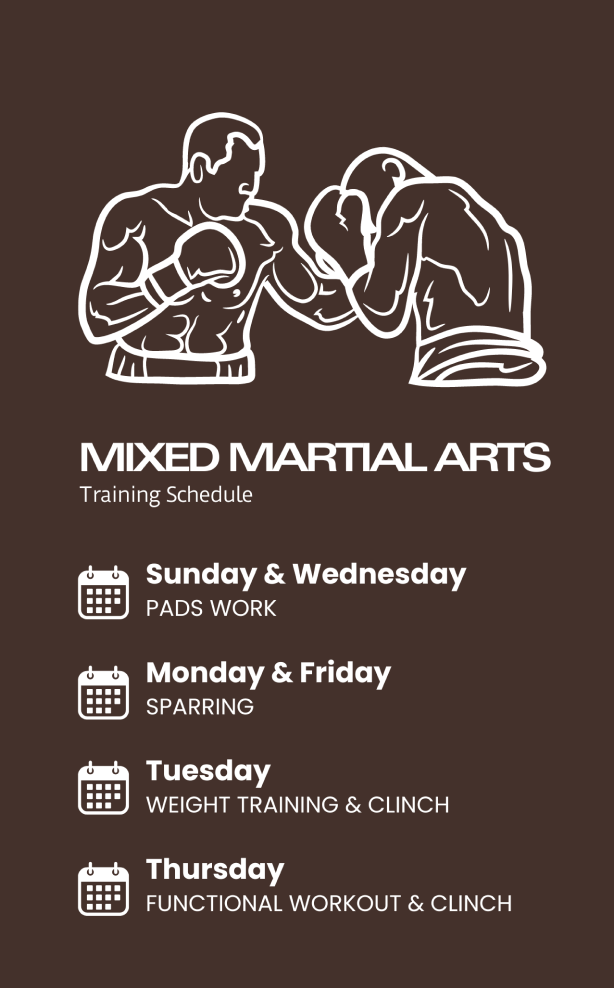 MIXED MARTIAL ARTS
Training Schedule
Sunday & Wednesday
PADS WORK
Monday & Friday
SPARRING
Tuesday
WEIGHT TRAINING & CLINCH
Thursday
FUNCTIONAL WORKOUT & CLINCH